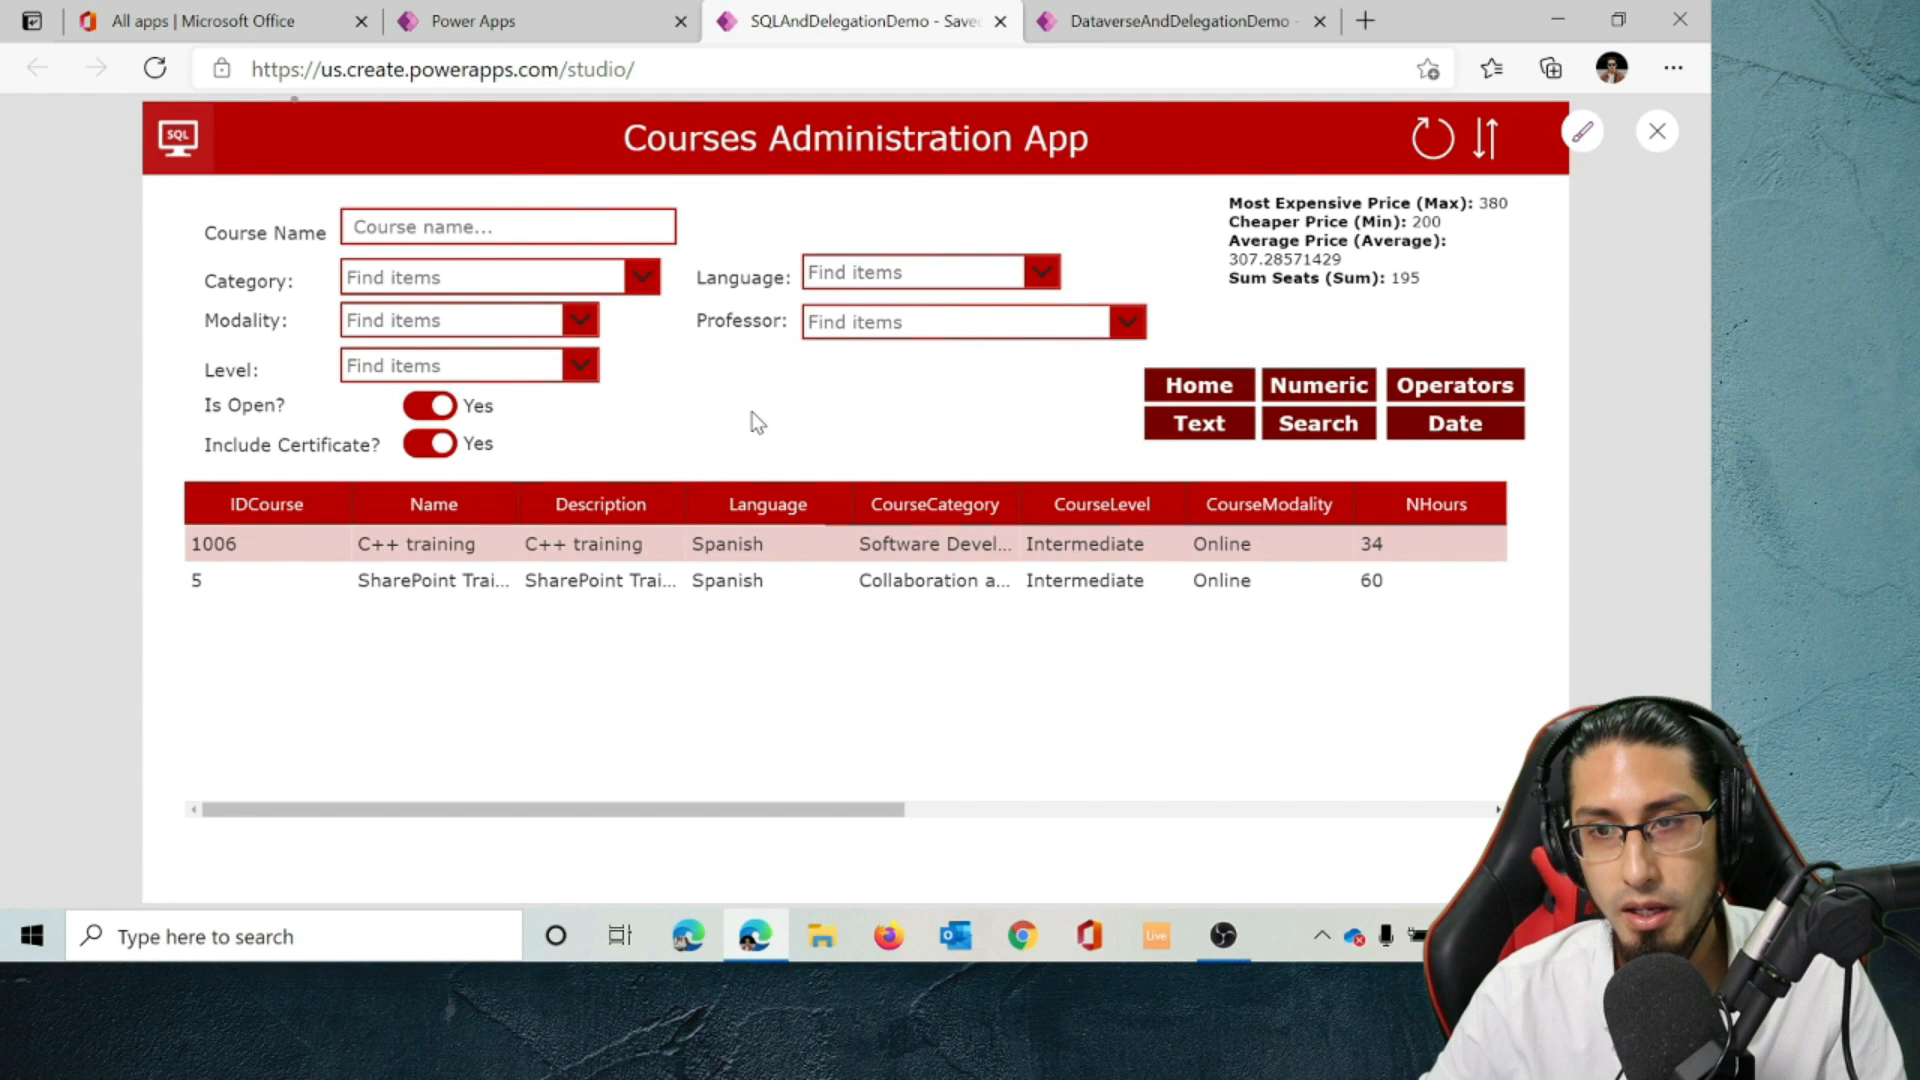 All apps | Microsoft Office
Power Apps
SQLAndDelegationDemo - Saved
DataverseAndDelegationDemo -
https://us.create.powerapps.com/studio/
SQL
Courses Administration App
Course Name
Course name...
Category:
Find items
Language:
Find items
Modality:
Find items
Professor:
Find items
Level:
Find items
Is Open?
Yes
Include Certificate?
Yes
Most Expensive Price (Max): 380
Cheaper Price (Min): 200
Average Price (Average):
307.28571429
Sum Seats (Sum): 195
Home Numeric Operators
Text Search Date
IDCourse Name Description Language CourseCategory CourseLevel CourseModality NHours
1006 C++ training C++ training Spanish Software Devel... Intermediate Online 34
5 SharePoint Trai... SharePoint Trai... Spanish Collaboration a... Intermediate Online 60
Type here to search
Live